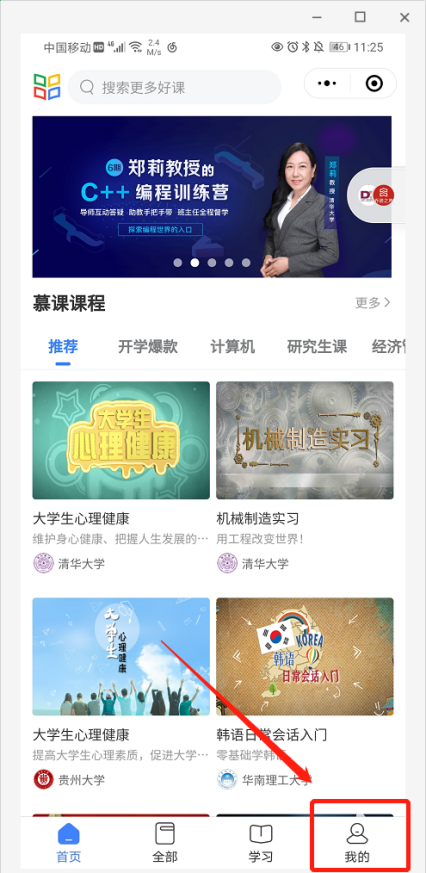 中国移动 HD 46 2.4 M/s 46 11:25
搜索更多好课
6期 郑莉教授的
C++ 编程训练营
导师互动答疑 助教手把手带 班主任全程督学
探索编程世界的入口
郑莉 教授 清华大学
慕课课程
更多
推荐 开学爆款 计算机 研究生课 经济管
大学生
心理健康
机械制造实习
大学生心理健康
维护身心健康、把握人生发展的…
清华大学
机械制造实习
用工程改变世界!
清华大学
大学生
心理健康
KOREA
韩语
日常会话入门
大学生心理健康
提高大学生心理素质，促进大学…
贵州大学
韩语日常会话入门
零基础学韩语
华南理工大学
首页 全部 学习 我的